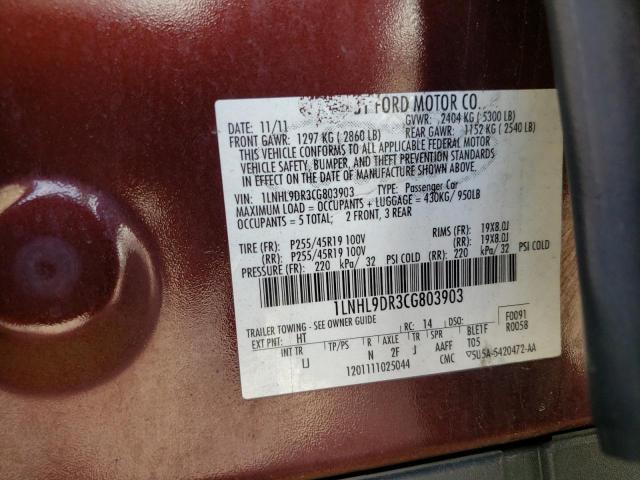 BY FORD MOTOR CO.
DATE: 11/11 GVWR: 2404 KG ( 5300 LB)
FRONT GAWR: 1297 KG ( 2860 LB) REAR GAWR: 1152 KG ( 2540 LB)
THIS VEHICLE CONFORMS TO ALL APPLICABLE FEDERAL MOTOR
VEHICLE SAFETY, BUMPER, AND THEFT PREVENTION STANDARDS
IN EFFECT ON THE DATE OF MANUFACTURE SHOWN ABOVE.
VIN: 1LNHL9DR3CG803903 TYPE: Passenger Car
MAXIMUM LOAD = OCCUPANTS + LUGGAGE = 430KG/ 950LB
OCCUPANTS = 5 TOTAL; 2 FRONT, 3 REAR
TIRE (FR): P255/45R19 100V RIMS (FR): 19X8.0J
(RR): P255/45R19 100V (RR): 19X8.0J
PRESSURE (FR): 220 kPa/ 32 PSI COLD (RR): 220 kPa/ 32 PSI COLD
1LNHL9DR3CG803903
TRAILER TOWING - SEE OWNER GUIDE
EXT PNT: HT RC: 14 DSO: F0091
INT TR TP/PS R AXLE TR SPR BLETF R0058
LJ N 2F J AAFF T05
1201111025044 CMC ▽5U5A-5420472-AA